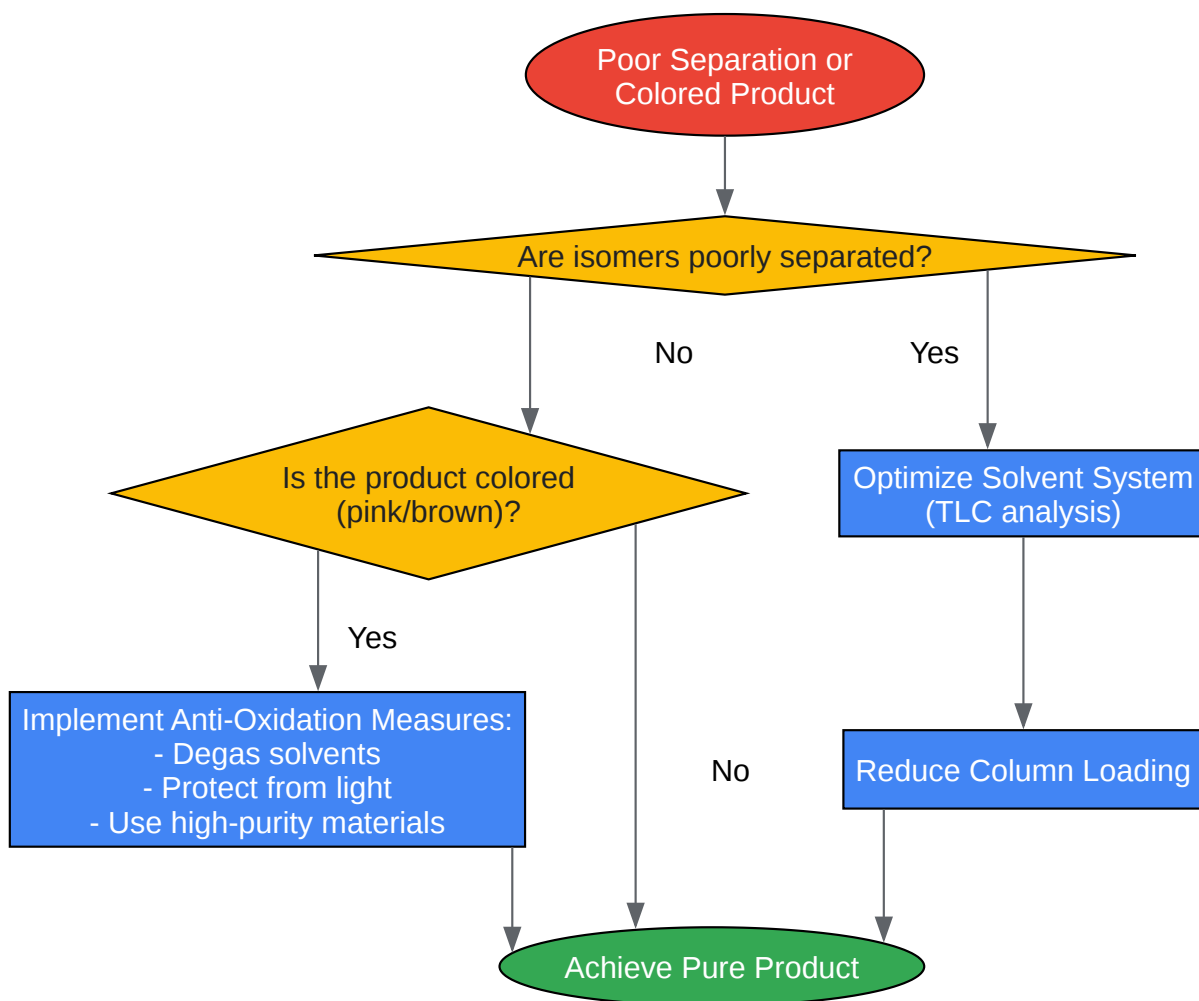 Poor Separation or
Colored Product
Are isomers poorly separated?
No
Yes
Is the product colored
(pink/brown)?
Optimize Solvent System
(TLC analysis)
Yes
Implement Anti-Oxidation Measures:
- Degas solvents
- Protect from light
- Use high-purity materials
No
Reduce Column Loading
Achieve Pure Product